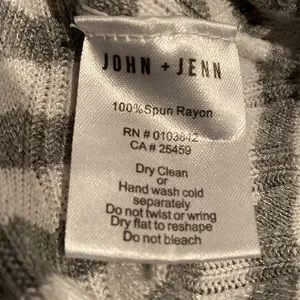 JOHN + JENN
100%Spun Rayon
RN # 0103642
CA # 25459
Dry Clean
or
Hand wash cold
separately
Do not twist or wring
Dry flat to reshape
Do not bleach